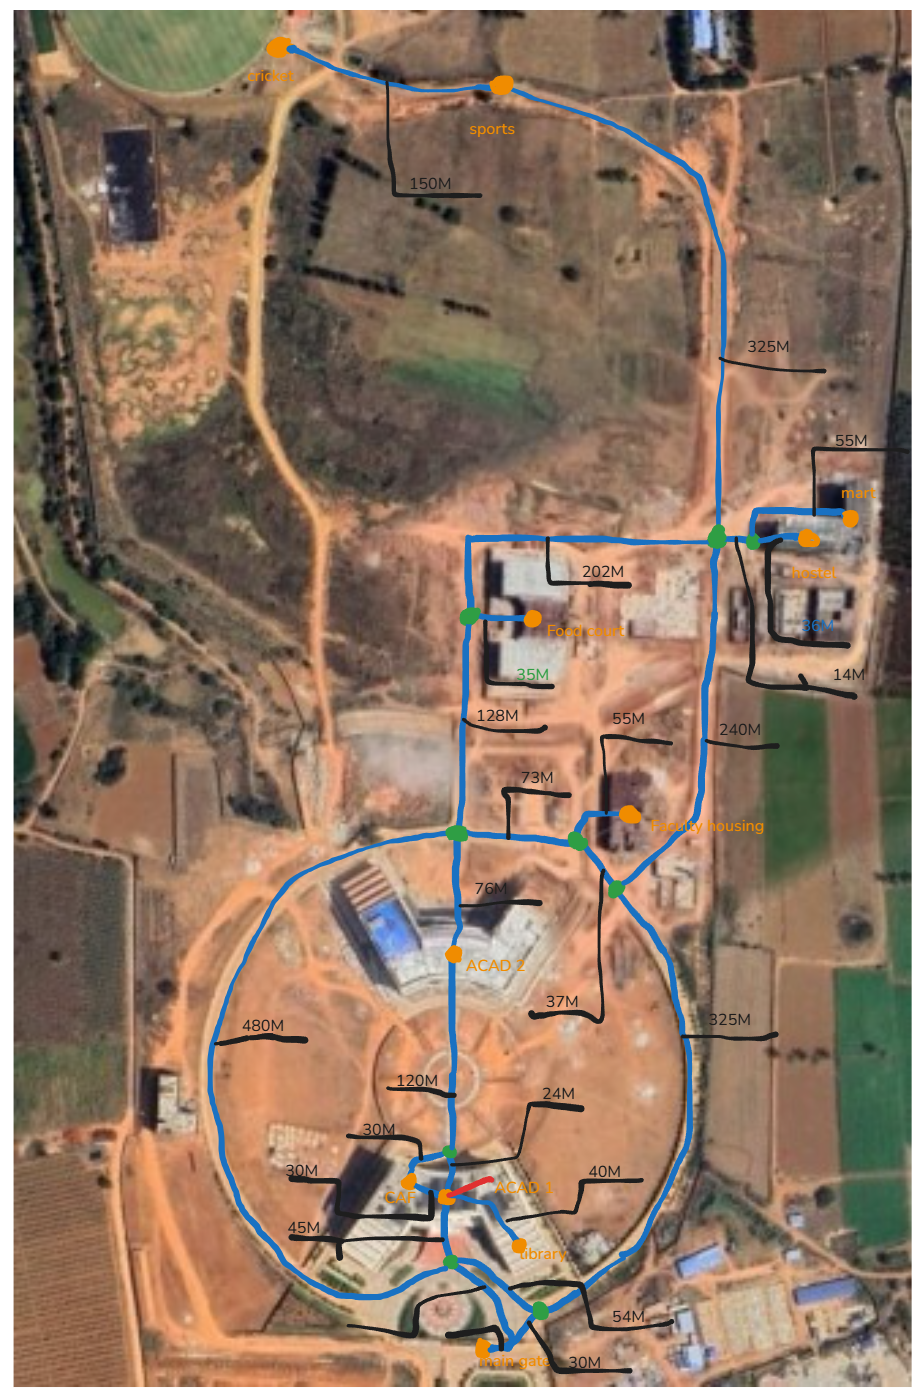 cricket
sports
150M
325M
55M
mart
hostel
202M
Food court
36M
35M
14M
128M
55M
240M
73M
Faculty housing
76M
ACAD 2
37M
325M
480M
120M
24M
30M
30M
40M
CAF
ACAD 1
45M
library
54M
main gate
30M